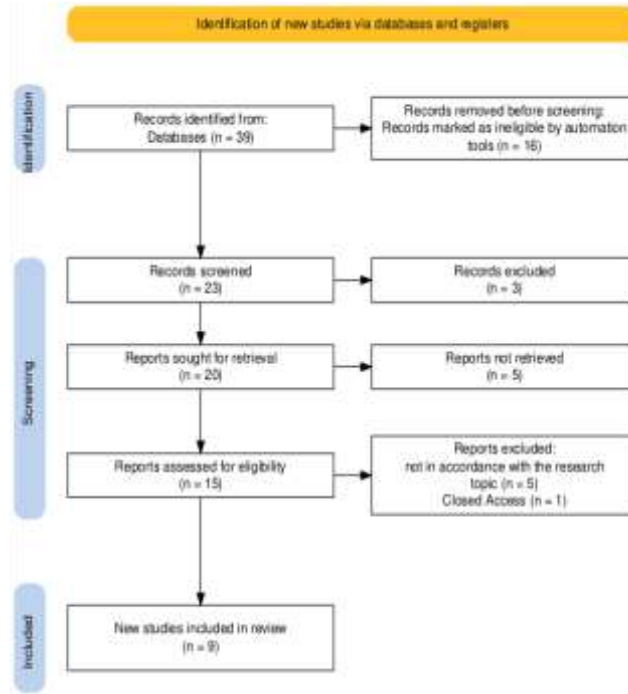 Identification of new studies via databases and registers
Identification
Records identified from:
Databases (n = 39)
Records removed before screening:
Records marked as ineligible by automation
tools (n = 16)
Screening
Records screened
(n = 23)
Records excluded
(n = 3)
Reports sought for retrieval
(n = 20)
Reports not retrieved
(n = 5)
Reports assessed for eligibility
(n = 15)
Reports excluded:
not in accordance with the research
topic (n = 5)
Closed Access (n = 1)
Included
New studies included in review
(n = 9)